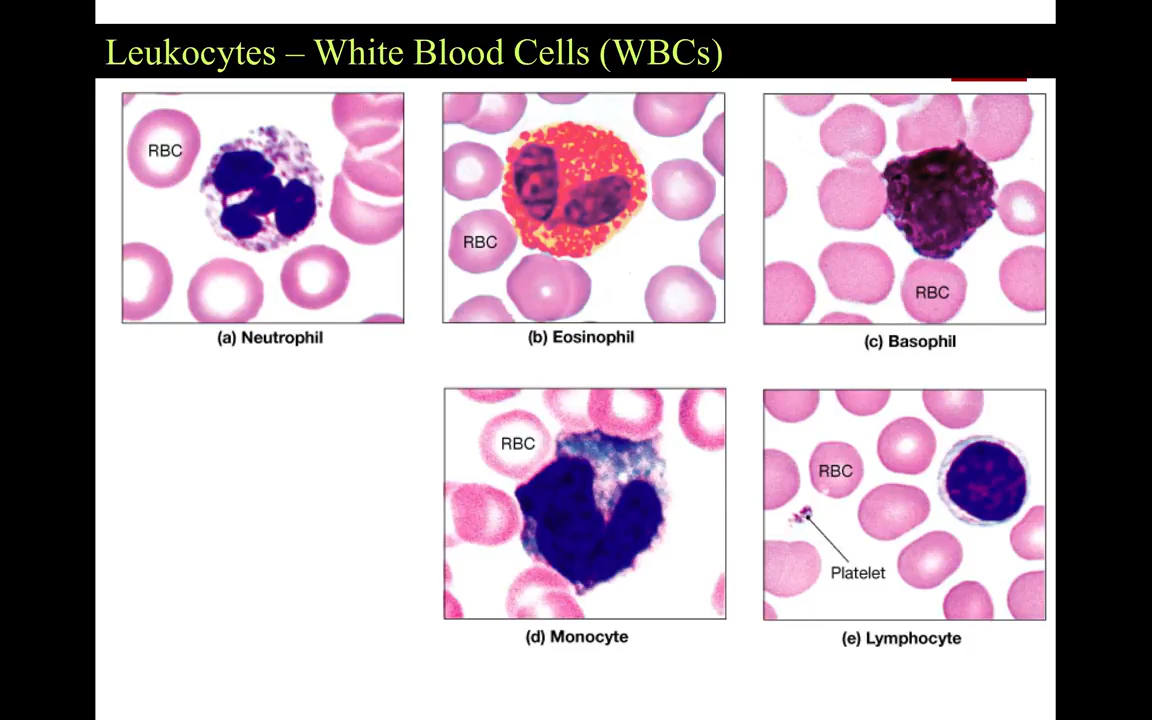 Leukocytes – White Blood Cells (WBCs)
RBC
(a) Neutrophil
RBC
(b) Eosinophil
RBC
(c) Basophil
RBC
(d) Monocyte
RBC
Platelet
(e) Lymphocyte